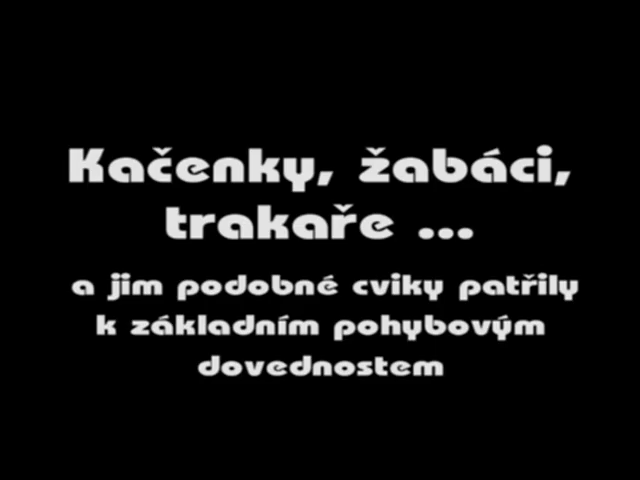 Kačenky, žabáci,
trakaře ...
a jim podobné cviky patřily
k základním pohybovým
dovednostem